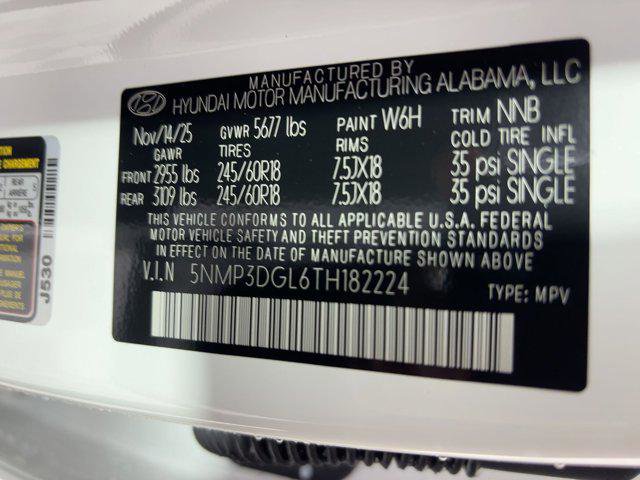 MANUFACTURED BY
HYUNDAI MOTOR MANUFACTURING ALABAMA, LLC
Nov/14/25 GVWR 5677 lbs PAINT W6H TRIM NNB
GAWR TIRES RIMS COLD TIRE INFL
FRONT 2955 lbs 245/60R18 7.5JX18 35 psi SINGLE
REAR 3109 lbs 245/60R18 7.5JX18 35 psi SINGLE
THIS VEHICLE CONFORMS TO ALL APPLICABLE U.S.A. FEDERAL
MOTOR VEHICLE SAFETY AND THEFT PREVENTION STANDARDS
IN EFFECT ON THE DATE OF MANUFACTURE SHOWN ABOVE.
V.I.N 5NMP3DGL6TH182224 TYPE: MPV
REAR
ARRIERE
J530